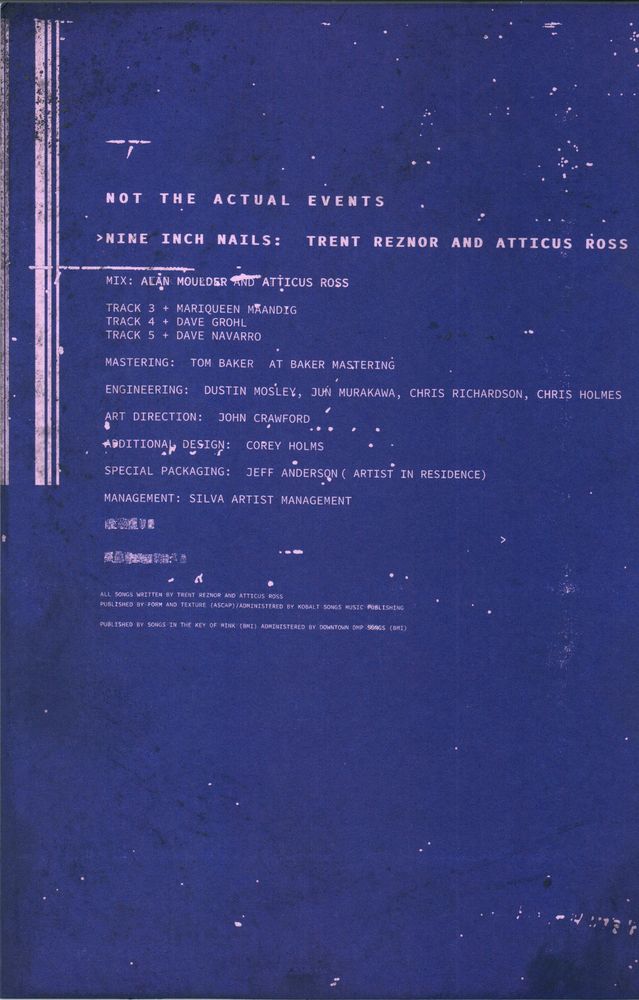 NOT THE ACTUAL EVENTS
>NINE INCH NAILS: TRENT REZNOR AND ATTICUS ROSS
MIX: ALAN MOULDER AND ATTICUS ROSS
TRACK 3 + MARIQUEEN MAANDIG
TRACK 4 + DAVE GROHL
TRACK 5 + DAVE NAVARRO
MASTERING: TOM BAKER AT BAKER MASTERING
ENGINEERING: DUSTIN MOSLEY, JUN MURAKAWA, CHRIS RICHARDSON, CHRIS HOLMES
ART DIRECTION: JOHN CRAWFORD
ADDITIONAL DESIGN: COREY HOLMS
SPECIAL PACKAGING: JEFF ANDERSON ( ARTIST IN RESIDENCE)
MANAGEMENT: SILVA ARTIST MANAGEMENT
>
ALL SONGS WRITTEN BY TRENT REZNOR AND ATTICUS ROSS
PUBLISHED BY FORM AND TEXTURE (ASCAP)/ADMINISTERED BY KOBALT SONGS MUSIC PUBLISHING
PUBLISHED BY SONGS IN THE KEY OF MINK (BMI) ADMINISTERED BY DOWNTOWN DMP SONGS (BMI)